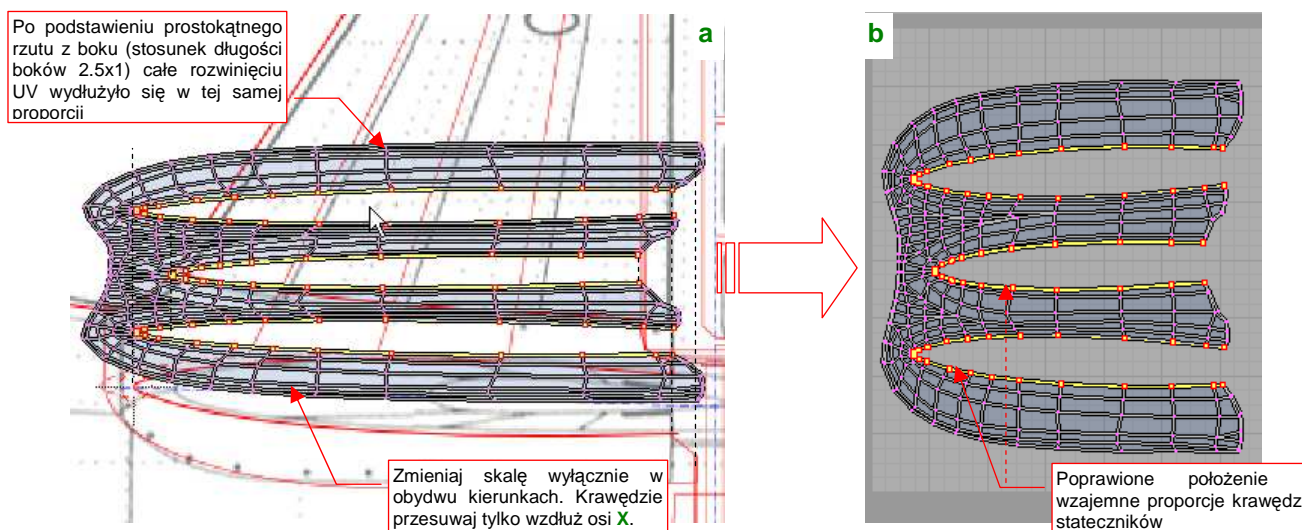 Po podstawieniu prostokątnego
rzutu z boku (stosunek długości
boków 2.5x1) całe rozwinięciu
UV wydłużyło się w tej samej
proporcji
a
b
Zmieniaj skalę wyłącznie w
obydwu kierunkach. Krawędzie
przesuwaj tylko wzdłuż osi X.
Poprawione położenie
wzajemne proporcje krawędz
stateczników